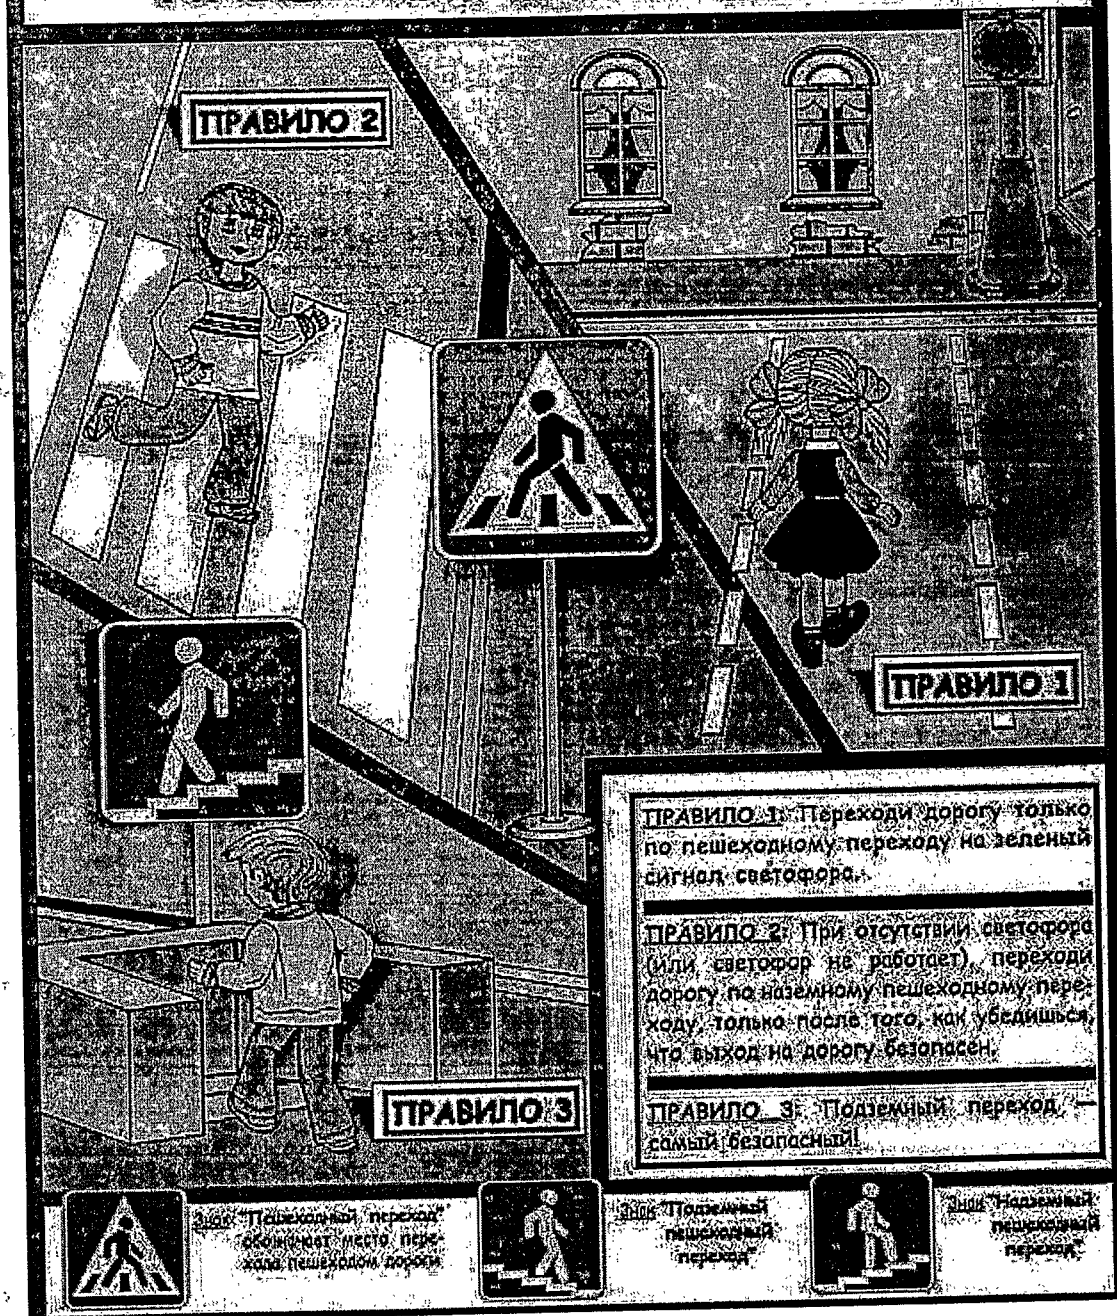 ПРАВИЛО 2
ПРАВИЛО 1
ПРАВИЛО 1: Переходи дорогу только
по пешеходному переходу на зеленый
сигнал светофора.
ПРАВИЛО 2: При отсутствии светофора
(или светофор не работает), переходи
дорогу по наземному пешеходному пере-
ходу, только после того, как убедишься,
что выход на дорогу безопасен.
ПРАВИЛО 3: Подземный переход –
самый безопасный!
ПРАВИЛО 3
Знак "Пешеходный переход"
обозначает место пере-
хода пешеходом дороги
Знак "Подземный
пешеходный
переход"
Знак "Надземный
пешеходный
переход"